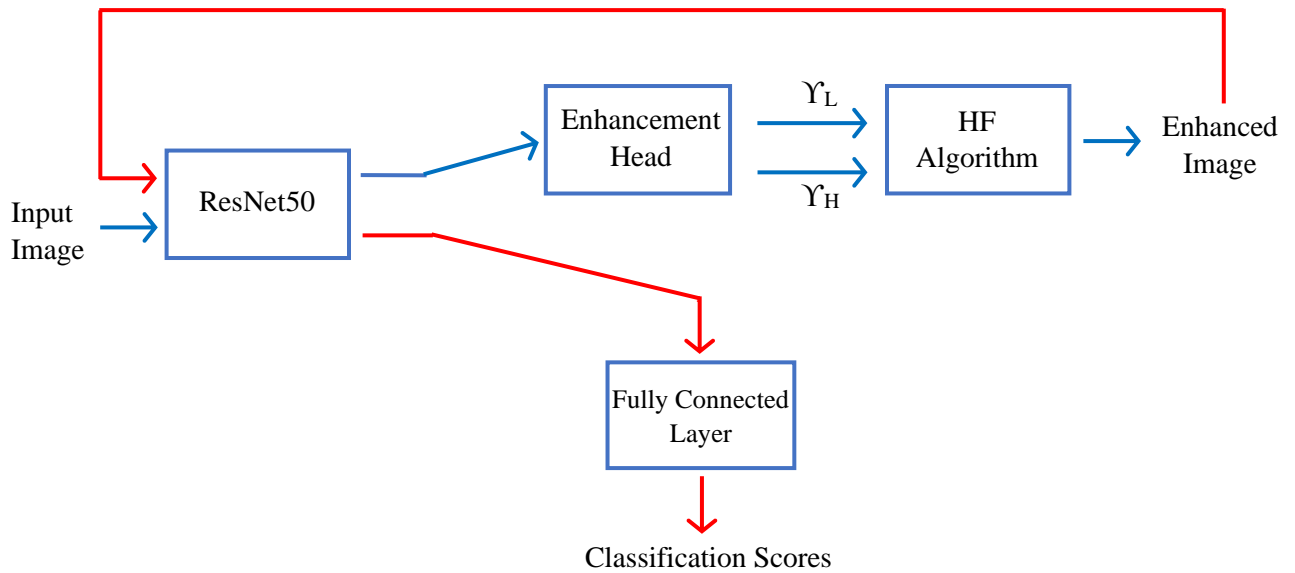 Input
Image
ResNet50
Enhancement
Head
ϒL
ϒH
HF
Algorithm
Enhanced
Image
Fully Connected
Layer
Classification Scores